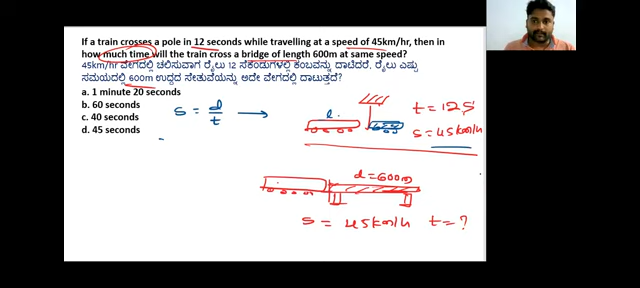 If a train crosses a pole in 12 seconds while travelling at a speed of 45km/hr, then in
how much time will the train cross a bridge of length 600m at same speed?
45km/hr ವೇಗದಲ್ಲಿ ಚಲಿಸುವಾಗ ರೈಲು 12 ಸೆಕೆಂಡುಗಳಲ್ಲಿ ಕಂಬವನ್ನು ದಾಟಿದರೆ, ರೈಲು ಎಷ್ಟು
ಸಮಯದಲ್ಲಿ 600m ಉದ್ದದ ಸೇತುವೆಯನ್ನು ಅದೇ ವೇಗದಲ್ಲಿ ದಾಟುತ್ತದೆ?
a. 1 minute 20 seconds
b. 60 seconds
c. 40 seconds
d. 45 seconds
s = d/t
l
t = 12s
s = 45km/h
d = 600m
s = 45km/h t = ?